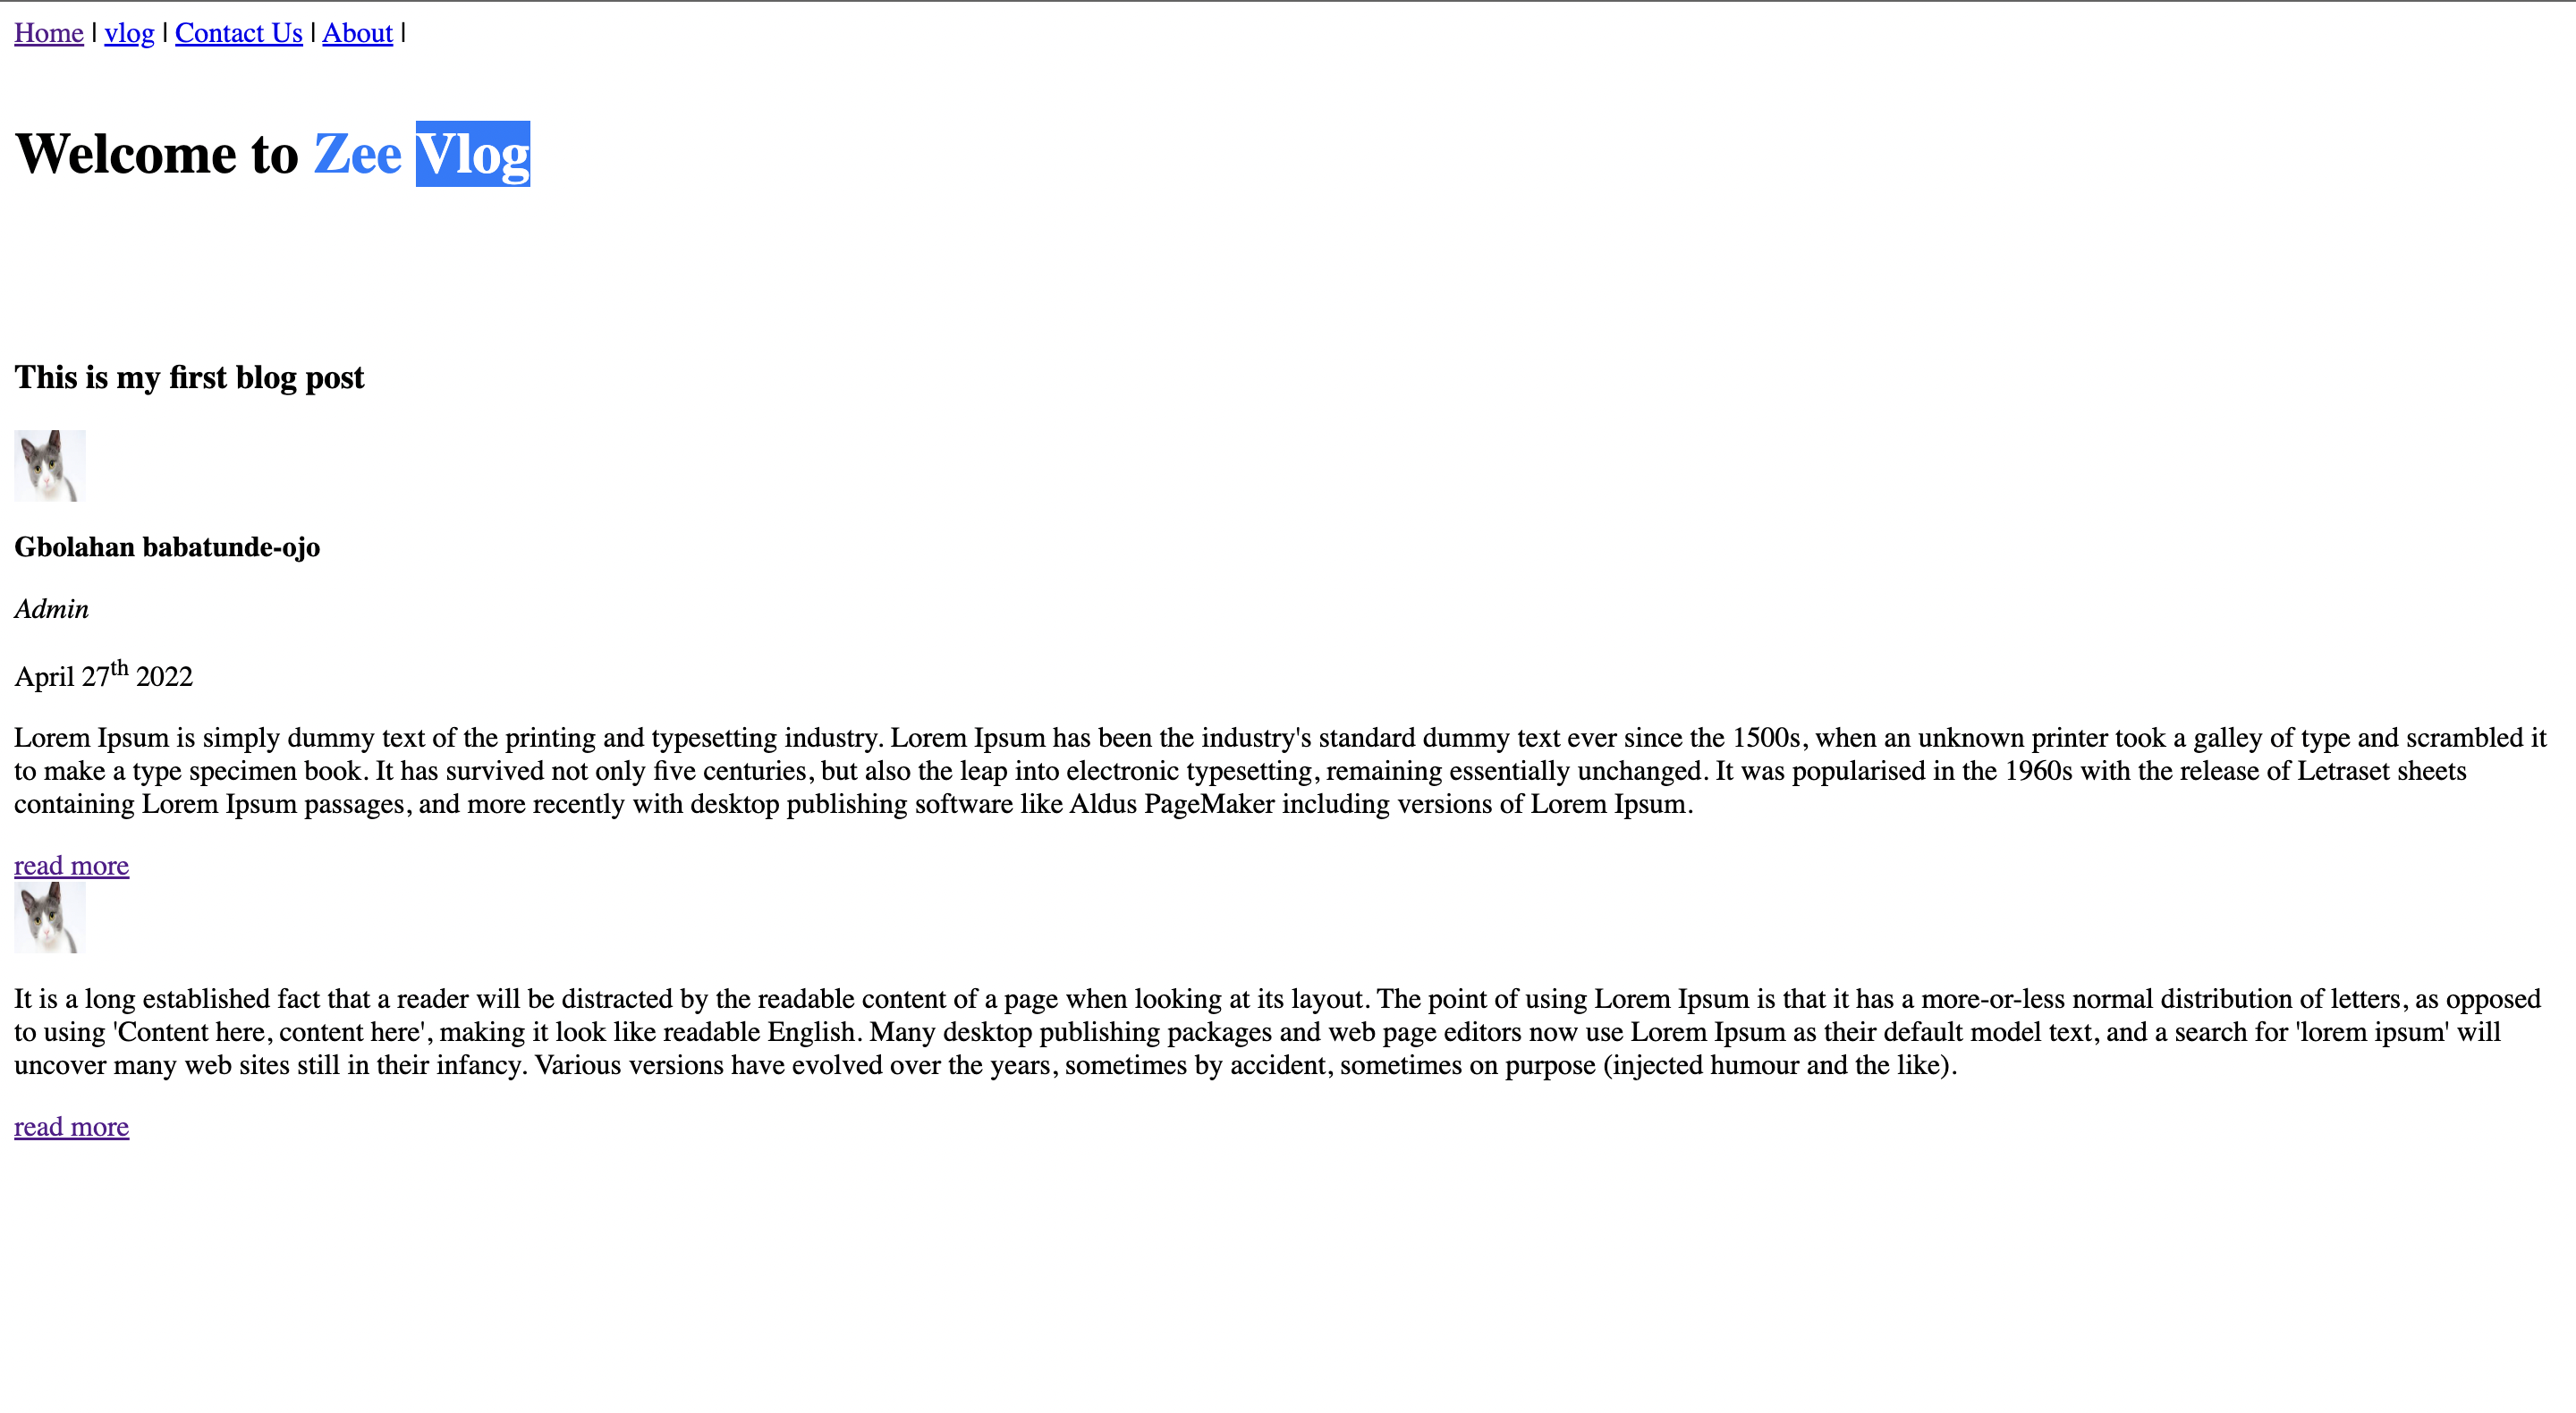 Home | vlog | Contact Us | About |
Welcome to Zee Vlog
This is my first blog post
Gbolahan babatunde-ojo
Admin
April 27th 2022
Lorem Ipsum is simply dummy text of the printing and typesetting industry. Lorem Ipsum has been the industry's standard dummy text ever since the 1500s, when an unknown printer took a galley of type and scrambled it
to make a type specimen book. It has survived not only five centuries, but also the leap into electronic typesetting, remaining essentially unchanged. It was popularised in the 1960s with the release of Letraset sheets
containing Lorem Ipsum passages, and more recently with desktop publishing software like Aldus PageMaker including versions of Lorem Ipsum.
read more
It is a long established fact that a reader will be distracted by the readable content of a page when looking at its layout. The point of using Lorem Ipsum is that it has a more-or-less normal distribution of letters, as opposed
to using 'Content here, content here', making it look like readable English. Many desktop publishing packages and web page editors now use Lorem Ipsum as their default model text, and a search for 'lorem ipsum' will
uncover many web sites still in their infancy. Various versions have evolved over the years, sometimes by accident, sometimes on purpose (injected humour and the like).
read more